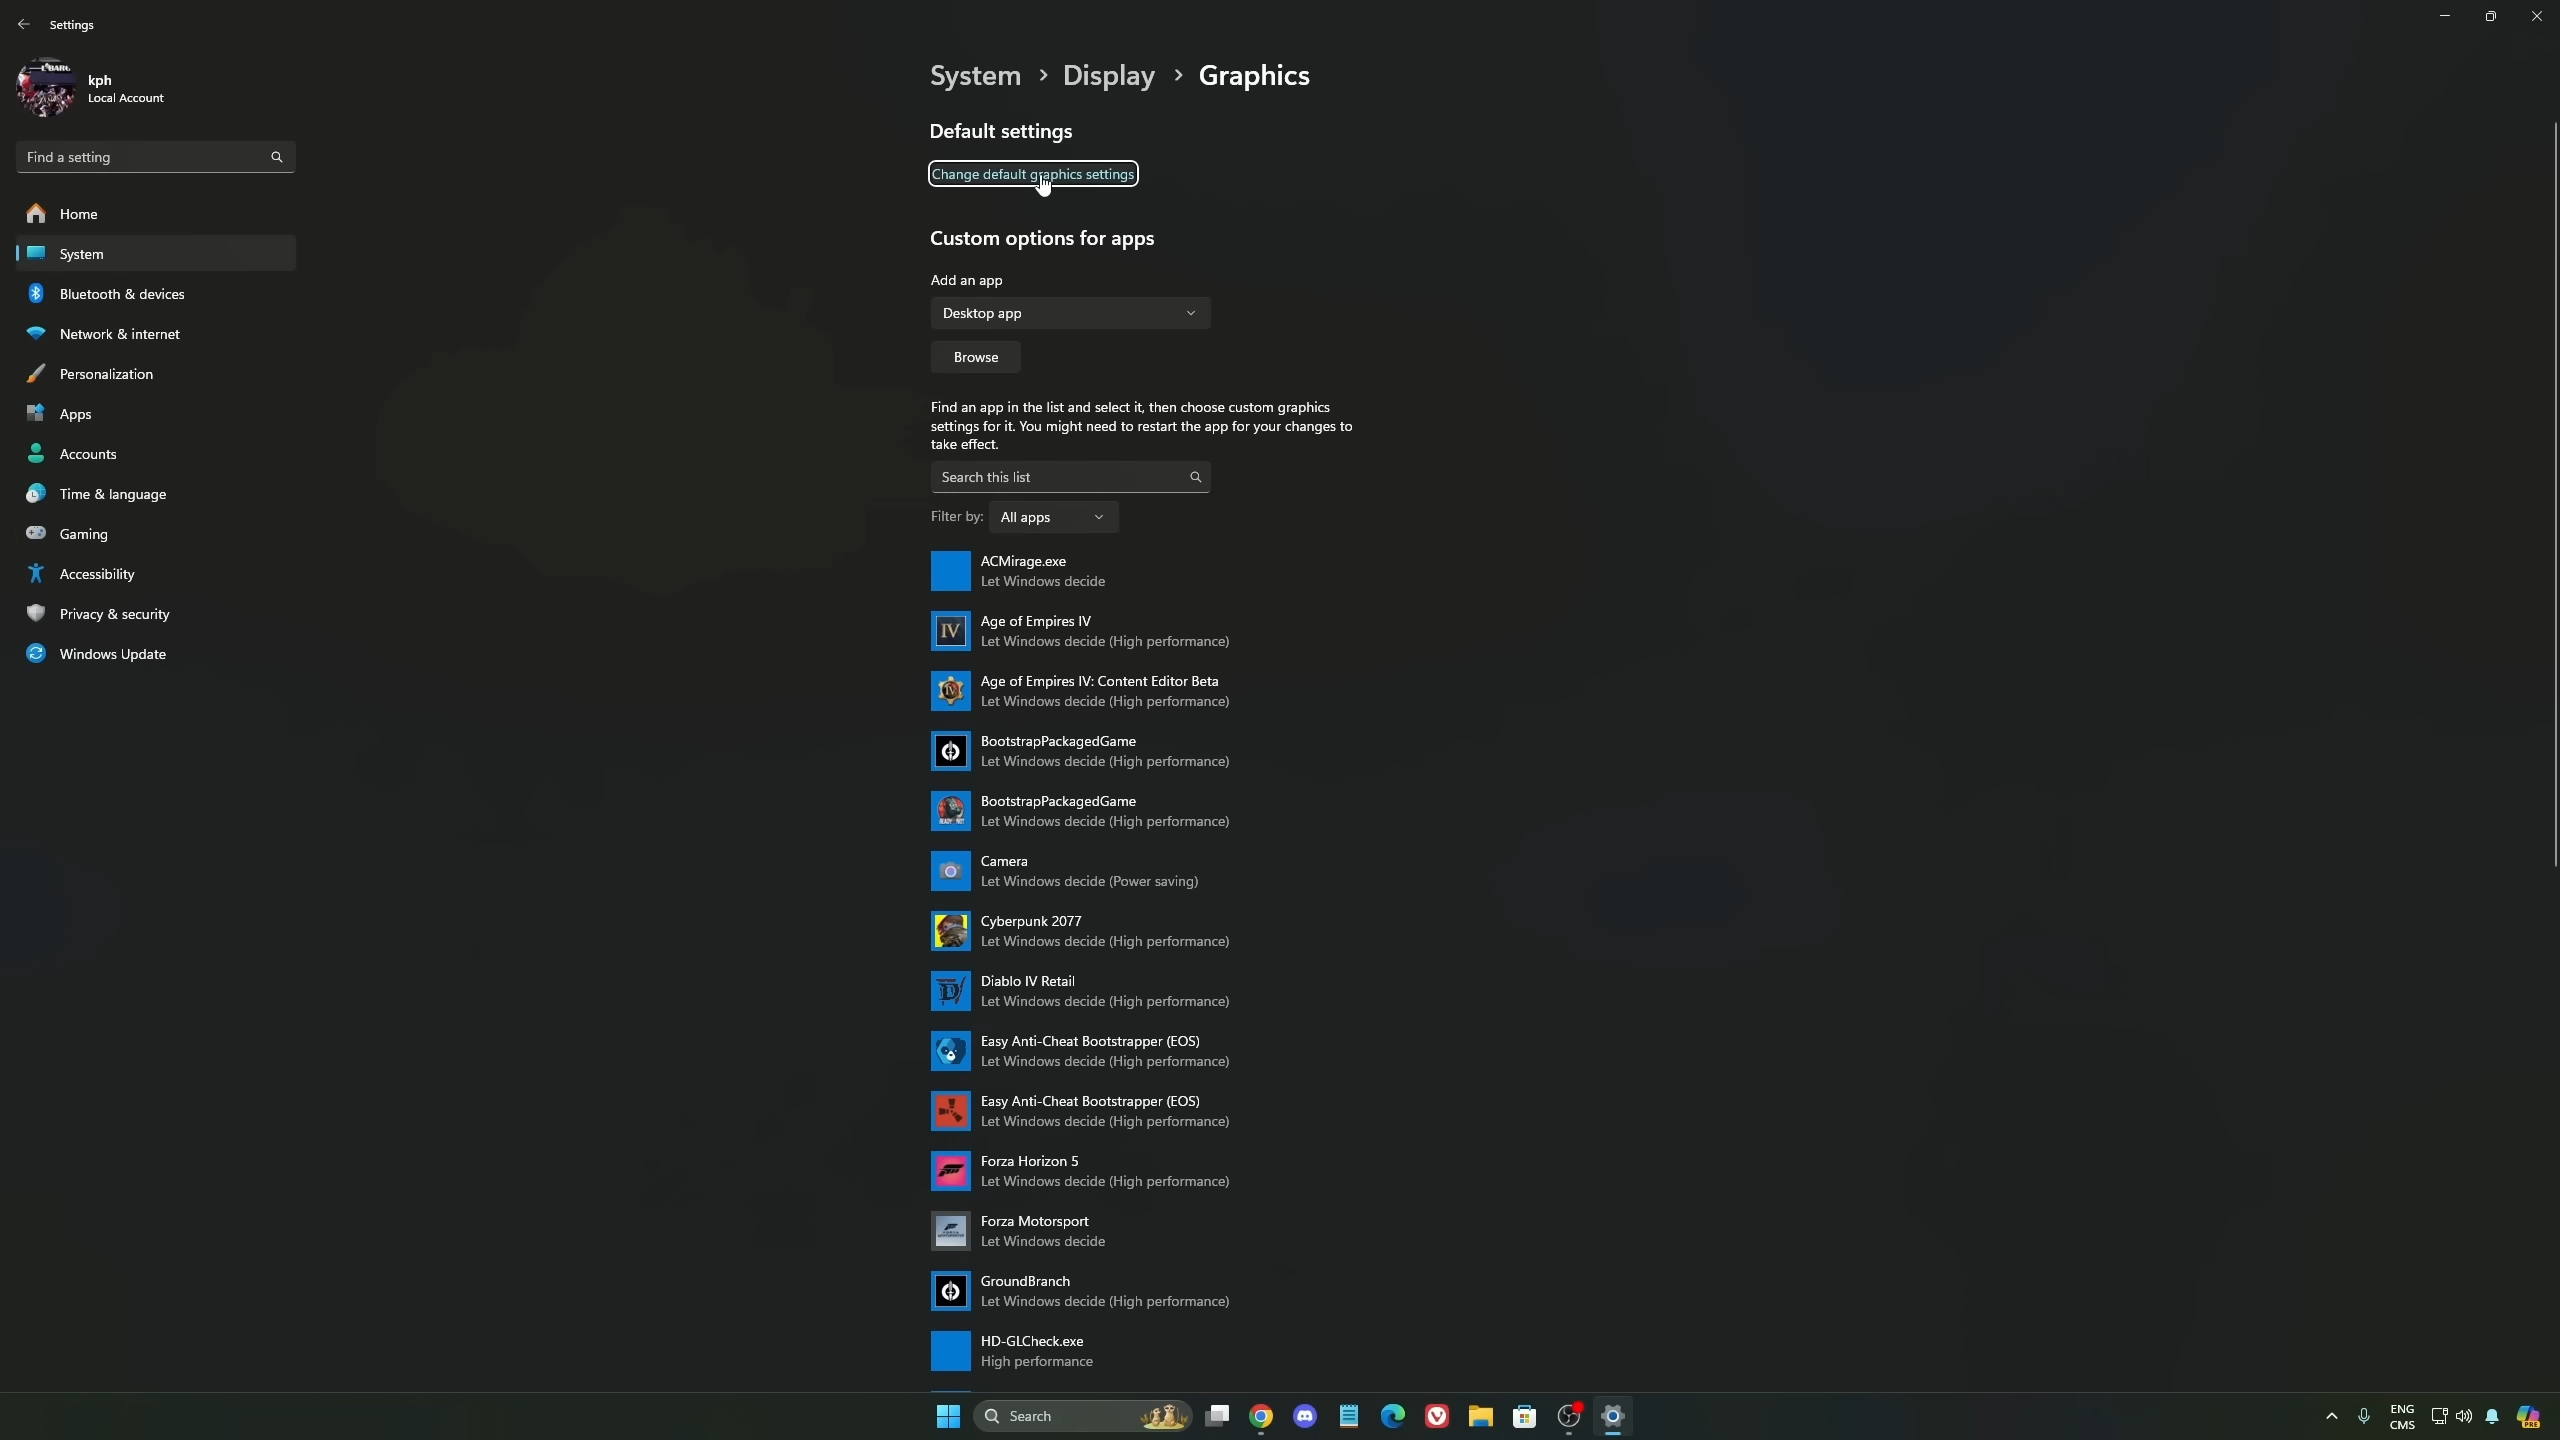 Settings
kph
Local Account
Find a setting
Home
System
Bluetooth & devices
Network & internet
Personalization
Apps
Accounts
Time & language
Gaming
Accessibility
Privacy & security
Windows Update
System > Display > Graphics
Default settings
Change default graphics settings
Custom options for apps
Add an app
Desktop app
Browse
Find an app in the list and select it, then choose custom graphics
settings for it. You might need to restart the app for your changes to
take effect.
Search this list
Filter by: All apps
ACMirage.exe
Let Windows decide
Age of Empires IV
Let Windows decide (High performance)
Age of Empires IV: Content Editor Beta
Let Windows decide (High performance)
BootstrapPackagedGame
Let Windows decide (High performance)
BootstrapPackagedGame
Let Windows decide (High performance)
Camera
Let Windows decide (Power saving)
Cyberpunk 2077
Let Windows decide (High performance)
Diablo IV Retail
Let Windows decide (High performance)
Easy Anti-Cheat Bootstrapper (EOS)
Let Windows decide (High performance)
Easy Anti-Cheat Bootstrapper (EOS)
Let Windows decide (High performance)
Forza Horizon 5
Let Windows decide (High performance)
Forza Motorsport
Let Windows decide
GroundBranch
Let Windows decide (High performance)
HD-GLCheck.exe
High performance
Search
ENG
CMS